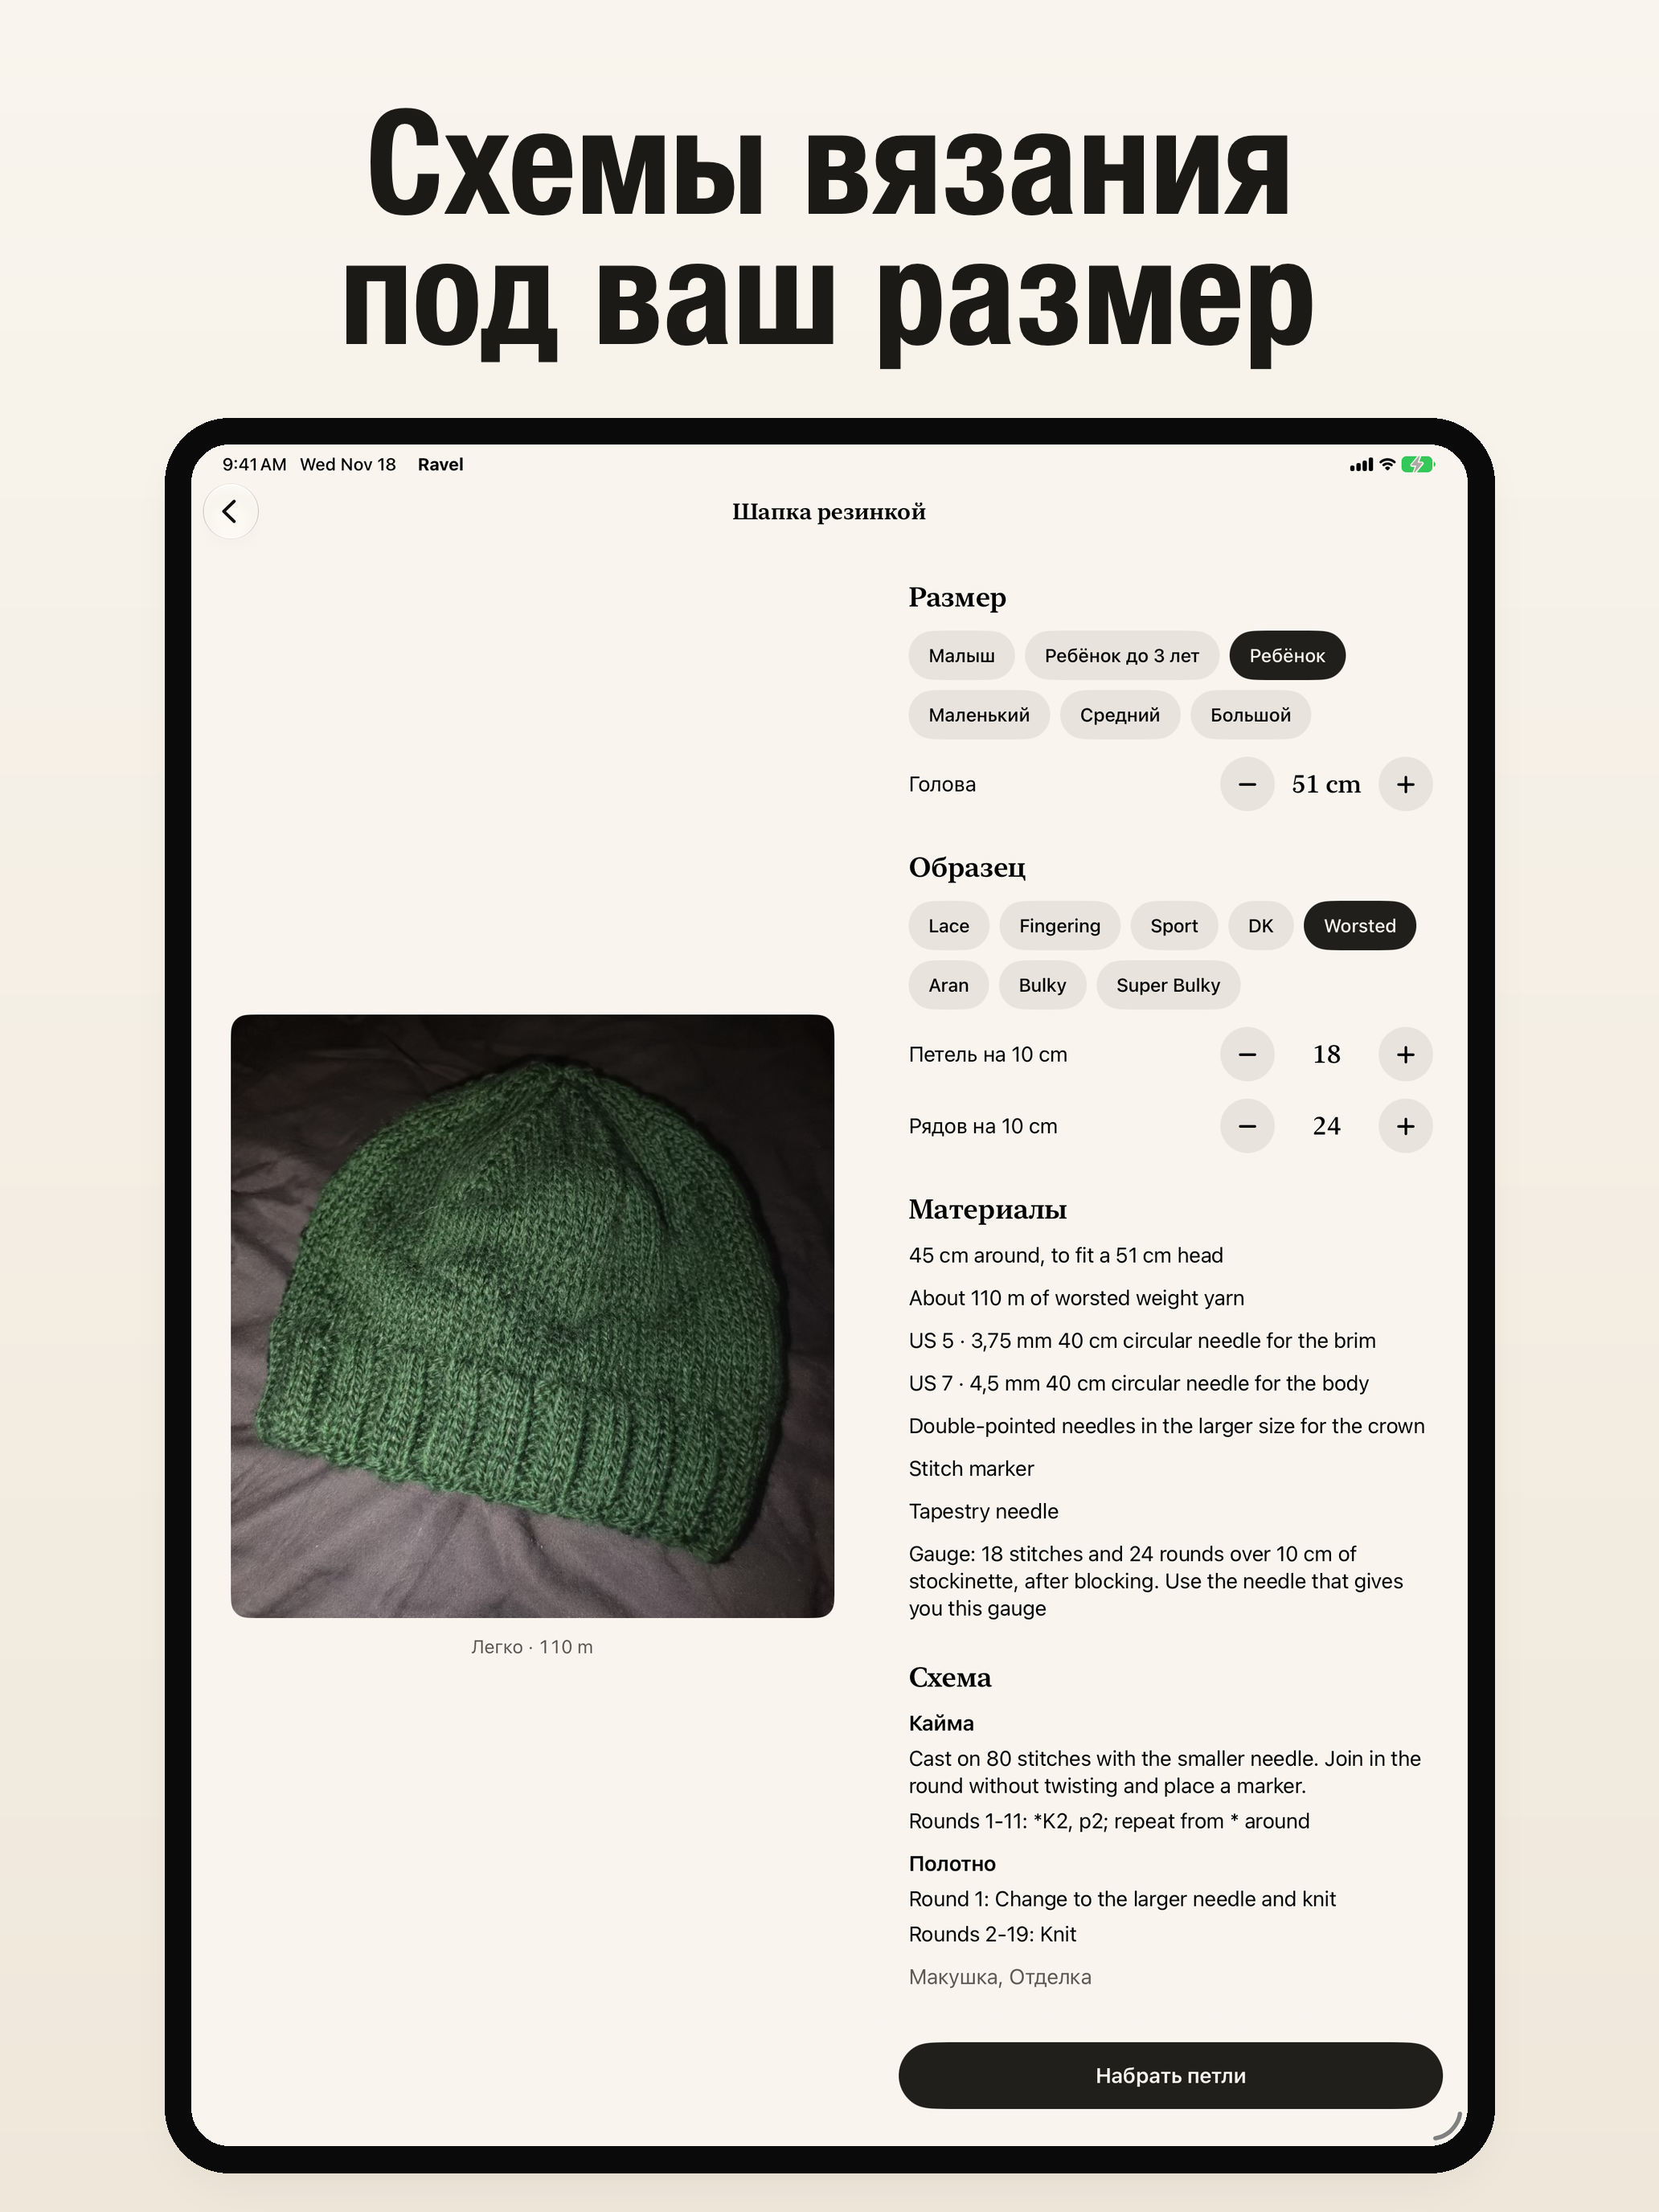 Схемы вязания
под ваш размер
9:41 AM Wed Nov 18 Ravel
Шапка резинкой
Размер
Малыш Ребёнок до 3 лет Ребёнок
Маленький Средний Большой
Голова − 51 cm +
Образец
Lace Fingering Sport DK Worsted
Aran Bulky Super Bulky
Петель на 10 cm − 18 +
Рядов на 10 cm − 24 +
Материалы
45 cm around, to fit a 51 cm head
About 110 m of worsted weight yarn
US 5 · 3,75 mm 40 cm circular needle for the brim
US 7 · 4,5 mm 40 cm circular needle for the body
Double-pointed needles in the larger size for the crown
Stitch marker
Tapestry needle
Gauge: 18 stitches and 24 rounds over 10 cm of
stockinette, after blocking. Use the needle that gives
you this gauge
Легко · 110 m
Схема
Кайма
Cast on 80 stitches with the smaller needle. Join in the
round without twisting and place a marker.
Rounds 1-11: *K2, p2; repeat from * around
Полотно
Round 1: Change to the larger needle and knit
Rounds 2-19: Knit
Макушка, Отделка
Набрать петли